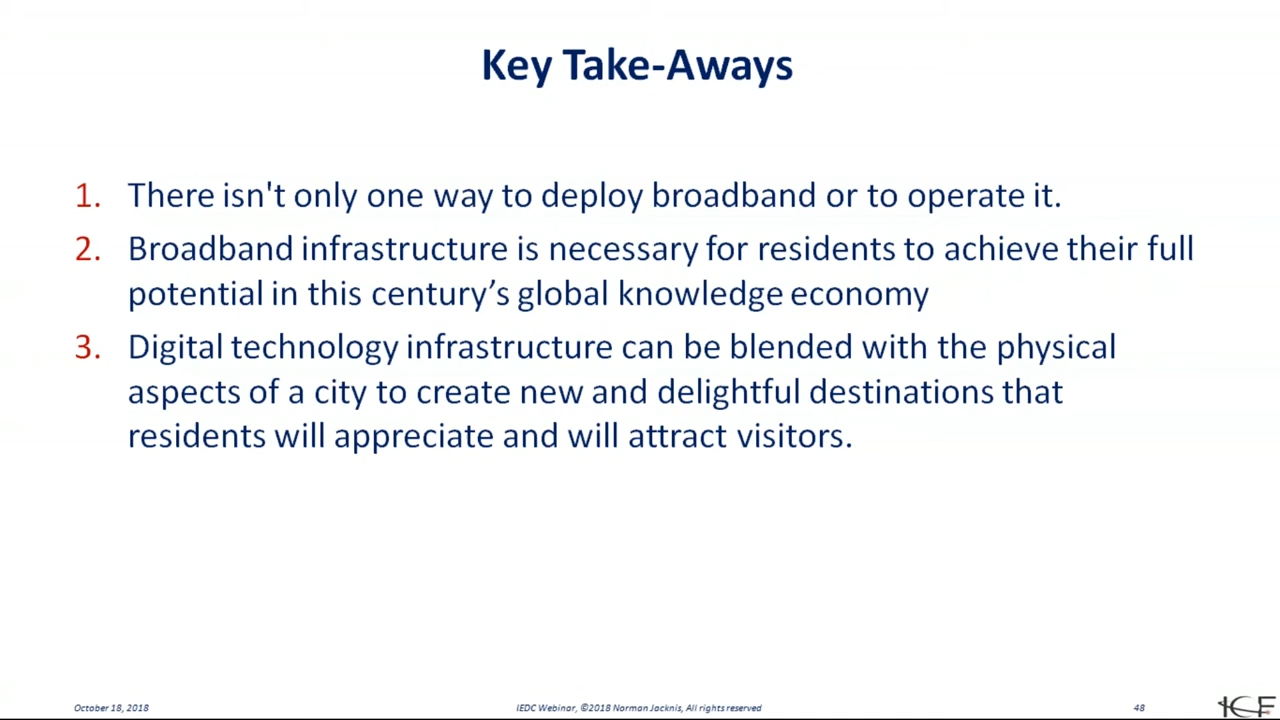 Key Take-Aways
1. There isn't only one way to deploy broadband or to operate it.
2. Broadband infrastructure is necessary for residents to achieve their full
potential in this century’s global knowledge economy
3. Digital technology infrastructure can be blended with the physical
aspects of a city to create new and delightful destinations that
residents will appreciate and will attract visitors.
October 18, 2018
IEDC Webinar, ©2018 Norman Jacknis, All rights reserved
48
ICF